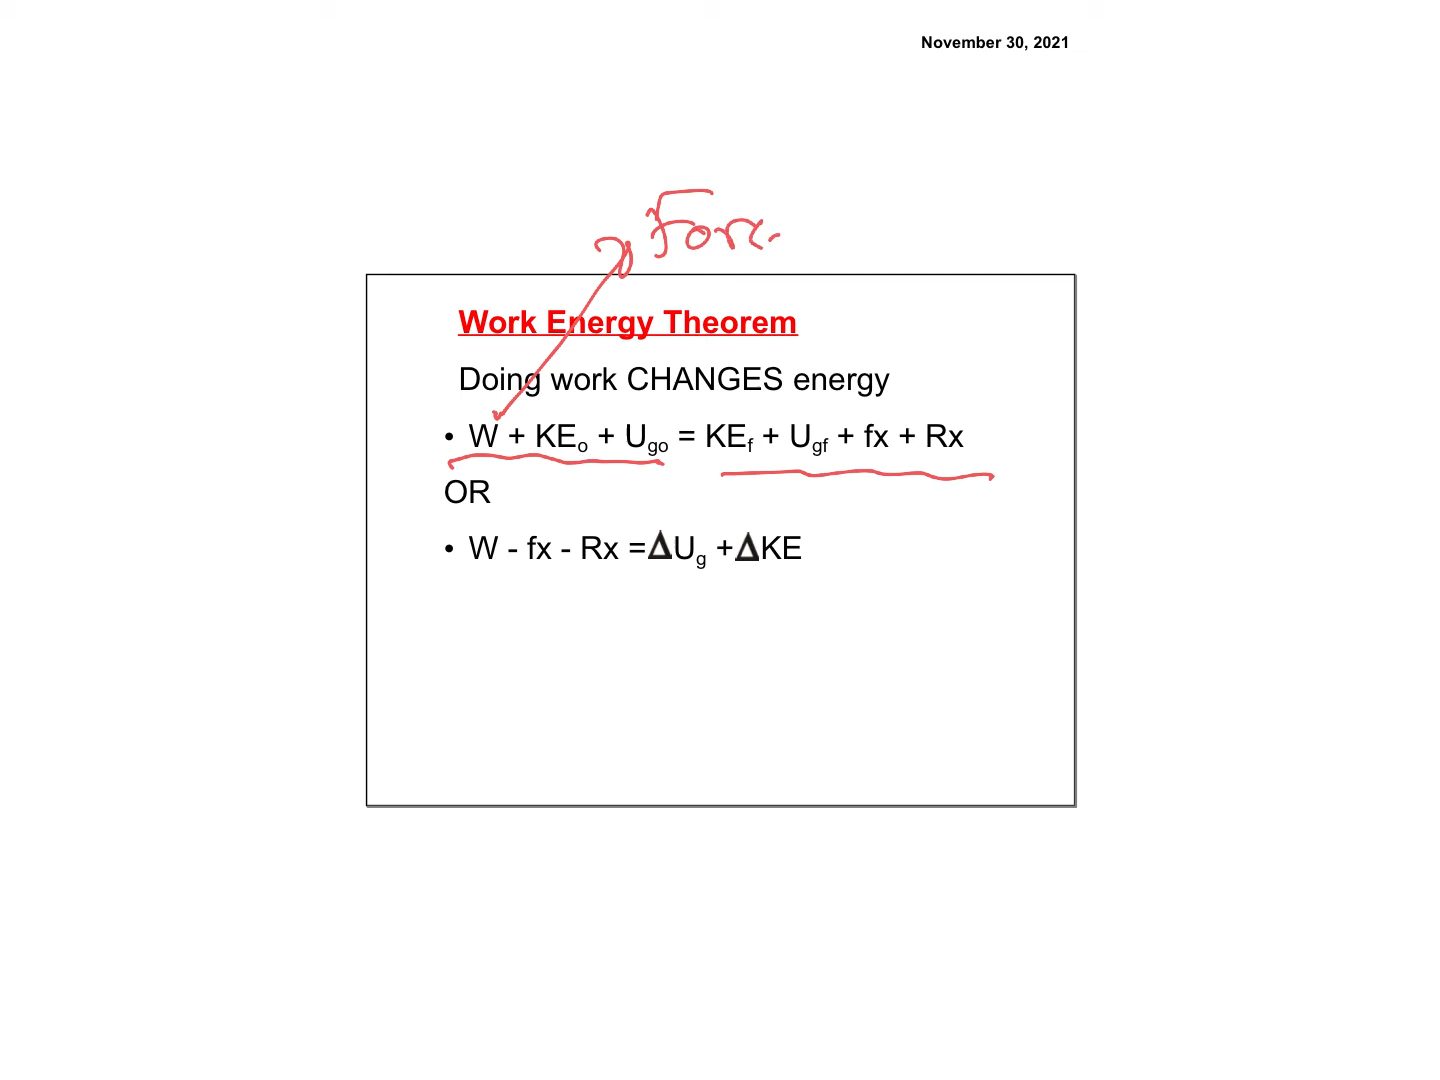 November 30, 2021
Work Energy Theorem
Doing work CHANGES energy
• W + KEo + Ugo = KEf + Ugf + fx + Rx
OR
• W - fx - Rx =ΔUg +ΔKE